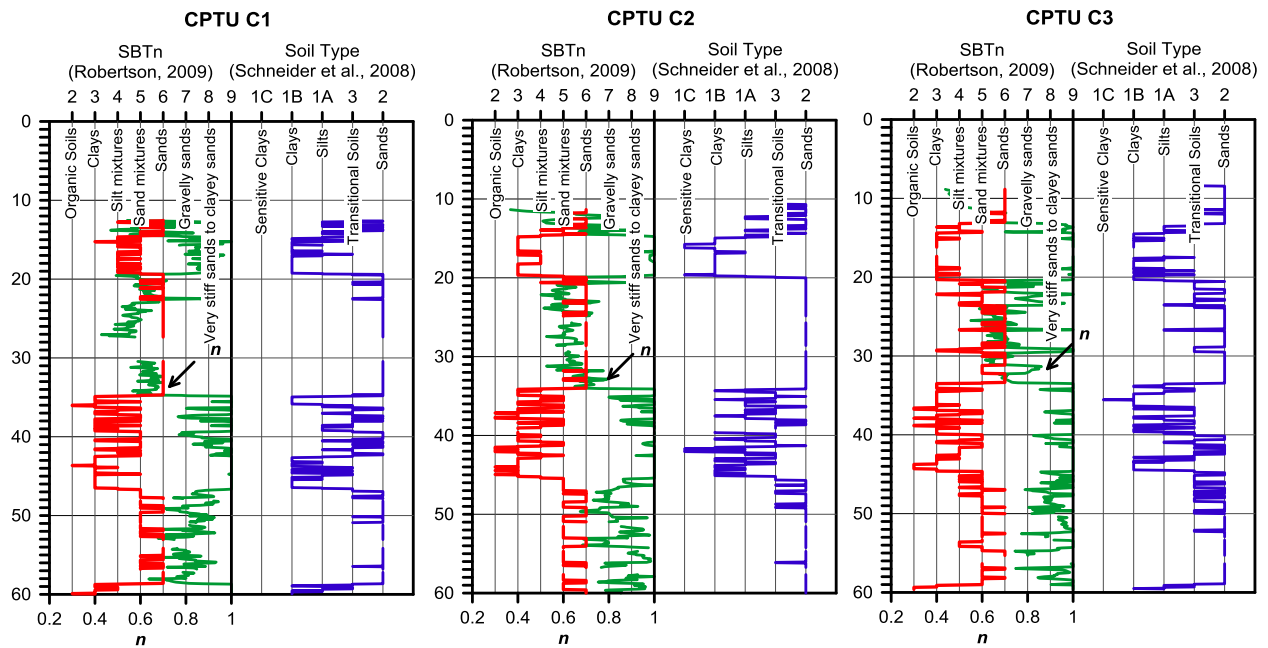 CPTU C1
SBTn
(Robertson, 2009)
Soil Type
(Schneider et al., 2008)
2 3 4 5 6 7 8 9 1C 1B 1A 3 2
Organic Soils
Clays
Silt mixtures
Sand mixtures
Sands
Gravelly sands
Very stiff sands to clayey sands
Sensitive Clays
Clays
Silts
Transitional Soils
Sands
0
10
20
30
40
50
60
n
0.2 0.4 0.6 0.8 1
n
CPTU C2
SBTn
(Robertson, 2009)
Soil Type
(Schneider et al., 2008)
2 3 4 5 6 7 8 9 1C 1B 1A 3 2
Organic Soils
Clays
Silt mixtures
Sand mixtures
Sands
Gravelly sands
Very stiff sands to clayey sands
Sensitive Clays
Clays
Silts
Transitional Soils
Sands
0
10
20
30
40
50
60
n
0.2 0.4 0.6 0.8 1
n
CPTU C3
SBTn
(Robertson, 2009)
Soil Type
(Schneider et al., 2008)
2 3 4 5 6 7 8 9 1C 1B 1A 3 2
Organic Soils
Clays
Silt mixtures
Sand mixtures
Sands
Gravelly sands
Very stiff sands to clayey sands
Sensitive Clays
Clays
Silts
Transitional Soils
Sands
0
10
20
30
40
50
60
n
0.2 0.4 0.6 0.8 1
n